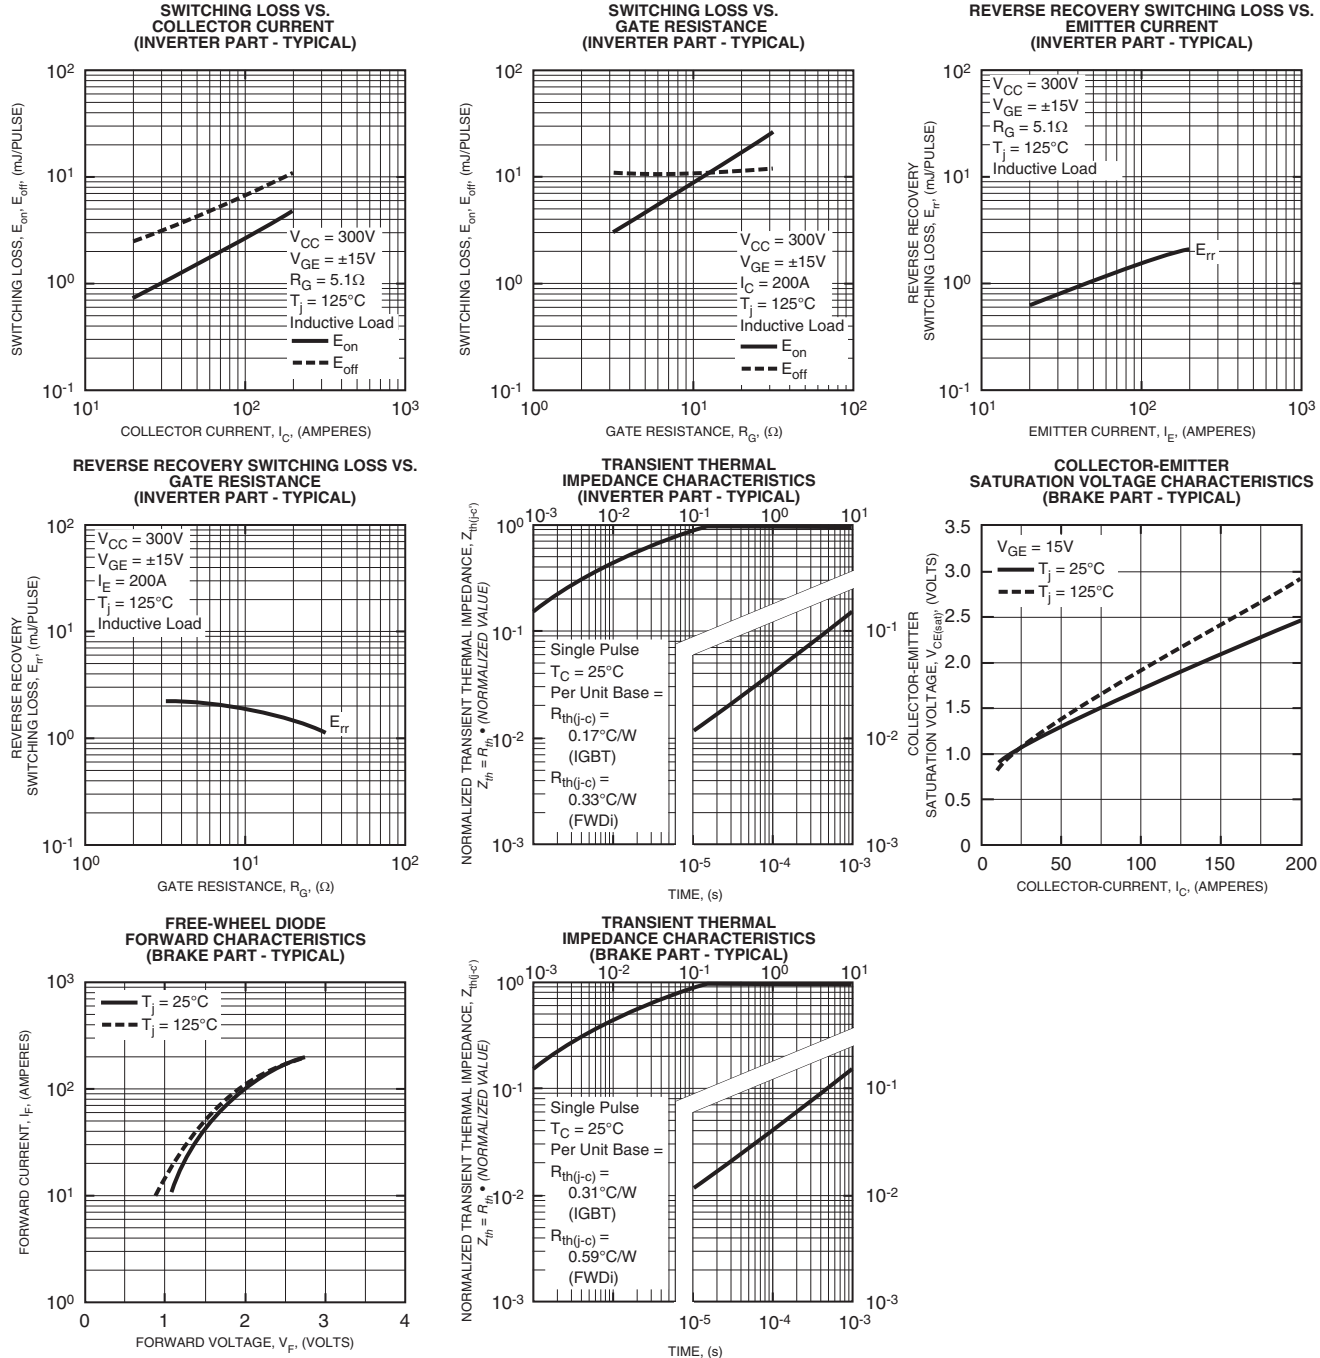 SWITCHING LOSS VS.
COLLECTOR CURRENT
(INVERTER PART - TYPICAL)
10²
10¹
10⁰
10⁻¹
SWITCHING LOSS, Eon, Eoff, (mJ/PULSE)
VCC = 300V
VGE = ±15V
RG = 5.1Ω
Tj = 125°C
Inductive Load
Eon
Eoff
10¹ 10² 10³
COLLECTOR CURRENT, IC, (AMPERES)
SWITCHING LOSS VS.
GATE RESISTANCE
(INVERTER PART - TYPICAL)
10²
10¹
10⁰
10⁻¹
SWITCHING LOSS, Eon, Eoff, (mJ/PULSE)
VCC = 300V
VGE = ±15V
IC = 200A
Tj = 125°C
Inductive Load
Eon
Eoff
10⁰ 10¹ 10²
GATE RESISTANCE, RG, (Ω)
REVERSE RECOVERY SWITCHING LOSS VS.
EMITTER CURRENT
(INVERTER PART - TYPICAL)
10²
10¹
10⁰
10⁻¹
REVERSE RECOVERY
SWITCHING LOSS, Err, (mJ/PULSE)
VCC = 300V
VGE = ±15V
RG = 5.1Ω
Tj = 125°C
Inductive Load
Err
10¹ 10² 10³
EMITTER CURRENT, IE, (AMPERES)
REVERSE RECOVERY SWITCHING LOSS VS.
GATE RESISTANCE
(INVERTER PART - TYPICAL)
10²
10¹
10⁰
10⁻¹
REVERSE RECOVERY
SWITCHING LOSS, Err, (mJ/PULSE)
VCC = 300V
VGE = ±15V
IE = 200A
Tj = 125°C
Inductive Load
Err
10⁰ 10¹ 10²
GATE RESISTANCE, RG, (Ω)
TRANSIENT THERMAL
IMPEDANCE CHARACTERISTICS
(INVERTER PART - TYPICAL)
10⁻³ 10⁻² 10⁻¹ 10⁰ 10¹
10⁰
10⁻¹
10⁻²
10⁻³
NORMALIZED TRANSIENT THERMAL IMPEDANCE, Zth(j-c')
Zth = Rth • (NORMALIZED VALUE)
Single Pulse
TC = 25°C
Per Unit Base =
Rth(j-c) =
0.17°C/W
(IGBT)
Rth(j-c) =
0.33°C/W
(FWDi)
10⁻¹
10⁻²
10⁻³
10⁻⁵ 10⁻⁴ 10⁻³
TIME, (s)
COLLECTOR-EMITTER
SATURATION VOLTAGE CHARACTERISTICS
(BRAKE PART - TYPICAL)
3.5
3.0
2.5
2.0
1.5
1.0
0.5
0
COLLECTOR-EMITTER
SATURATION VOLTAGE, VCE(sat), (VOLTS)
VGE = 15V
Tj = 25°C
Tj = 125°C
0 50 100 150 200
COLLECTOR-CURRENT, IC, (AMPERES)
FREE-WHEEL DIODE
FORWARD CHARACTERISTICS
(BRAKE PART - TYPICAL)
10³
10²
10¹
10⁰
FORWARD CURRENT, IF, (AMPERES)
Tj = 25°C
Tj = 125°C
0 1 2 3 4
FORWARD VOLTAGE, VF, (VOLTS)
TRANSIENT THERMAL
IMPEDANCE CHARACTERISTICS
(BRAKE PART - TYPICAL)
10⁻³ 10⁻² 10⁻¹ 10⁰ 10¹
10⁰
10⁻¹
10⁻²
10⁻³
NORMALIZED TRANSIENT THERMAL IMPEDANCE, Zth(j-c')
Zth = Rth • (NORMALIZED VALUE)
Single Pulse
TC = 25°C
Per Unit Base =
Rth(j-c) =
0.31°C/W
(IGBT)
Rth(j-c) =
0.59°C/W
(FWDi)
10⁻¹
10⁻²
10⁻³
10⁻⁵ 10⁻⁴ 10⁻³
TIME, (s)